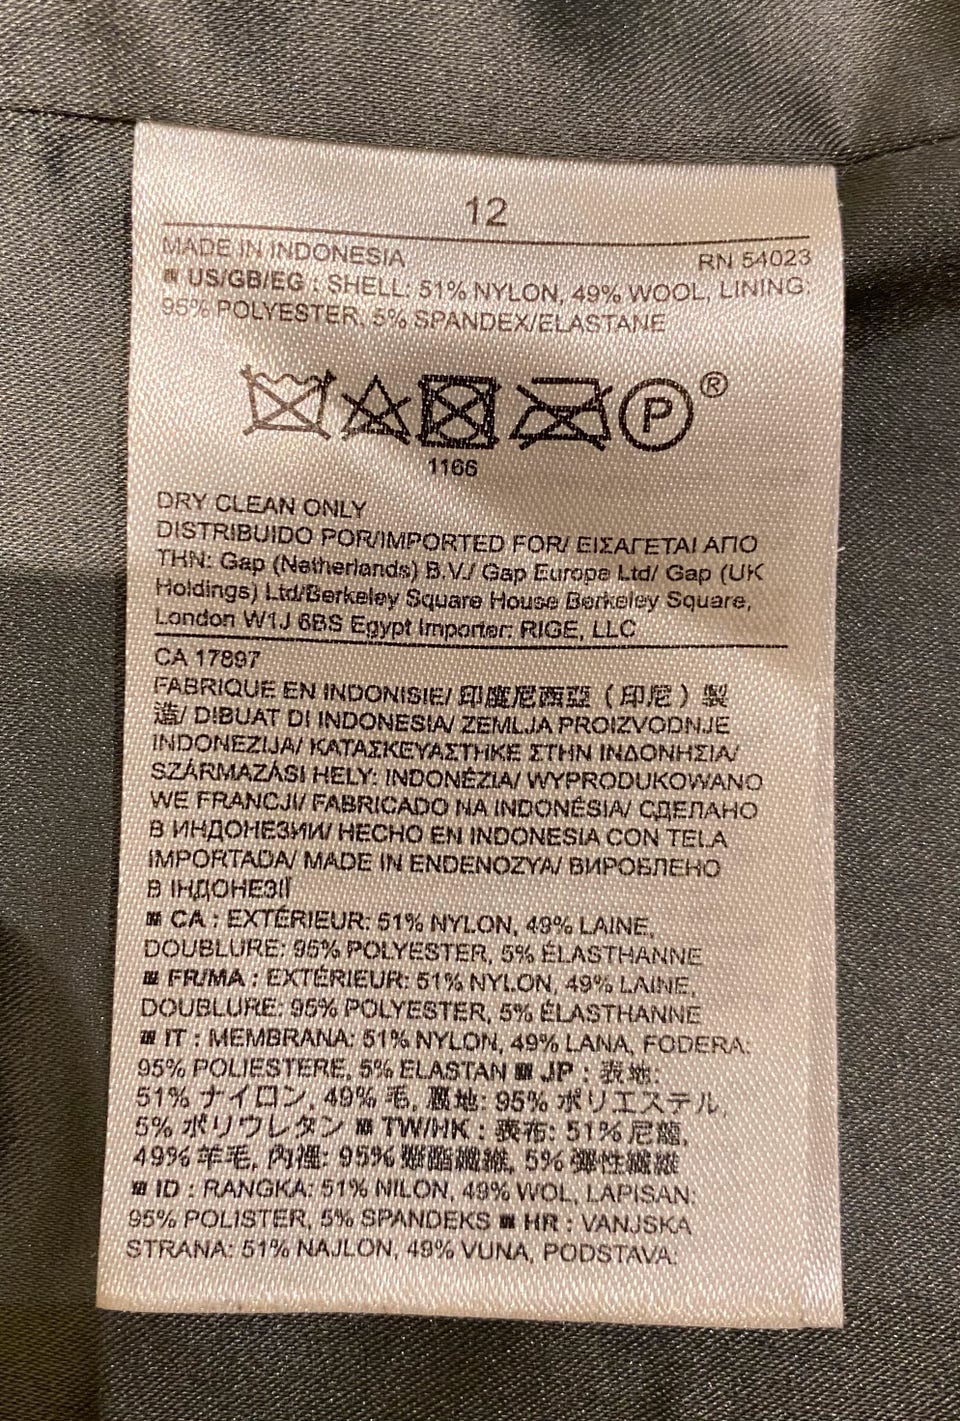 12
MADE IN INDONESIA RN 54023
US/GB/EG : SHELL: 51% NYLON, 49% WOOL, LINING:
95% POLYESTER, 5% SPANDEX/ELASTANE
P ®
1166
DRY CLEAN ONLY
DISTRIBUIDO POR/IMPORTED FOR/ ΕΙΣΑΓΕΤΑΙ ΑΠΟ
ΤΗΝ: Gap (Netherlands) B.V./ Gap Europe Ltd/ Gap (UK
Holdings) Ltd/Berkeley Square House Berkeley Square,
London W1J 6BS Egypt Importer: RIGE, LLC
CA 17897
FABRIQUE EN INDONISIE/ 印度尼西亞（印尼）製
造/ DIBUAT DI INDONESIA/ ZEMLJA PROIZVODNJE
INDONEZIJA/ ΚΑΤΑΣΚΕΥΑΣΤΗΚΕ ΣΤΗΝ ΙΝΔΟΝΗΣΙΑ/
SZÁRMAZÁSI HELY: INDONÉZIA/ WYPRODUKOWANO
WE FRANCJI/ FABRICADO NA INDONÉSIA/ СДЕЛАНО
В ИНДОНЕЗИИ/ HECHO EN INDONESIA CON TELA
IMPORTADA/ MADE IN ENDENOZYA/ ВИРОБЛЕНО
В ІНДОНЕЗІЇ
CA : EXTÉRIEUR: 51% NYLON, 49% LAINE,
DOUBLURE: 95% POLYESTER, 5% ÉLASTHANNE
FR/MA : EXTÉRIEUR: 51% NYLON, 49% LAINE,
DOUBLURE: 95% POLYESTER, 5% ÉLASTHANNE
IT : MEMBRANA: 51% NYLON, 49% LANA, FODERA:
95% POLIESTERE, 5% ELASTAN JP : 表地:
51% ナイロン, 49% 毛, 裏地: 95% ポリエステル,
5% ポリウレタン TW/HK : 表布: 51% 尼龍,
49% 羊毛, 內裡: 95% 聚酯纖維, 5% 彈性纖維
ID : RANGKA: 51% NILON, 49% WOL, LAPISAN:
95% POLISTER, 5% SPANDEKS HR : VANJSKA
STRANA: 51% NAJLON, 49% VUNA, PODSTAVA: